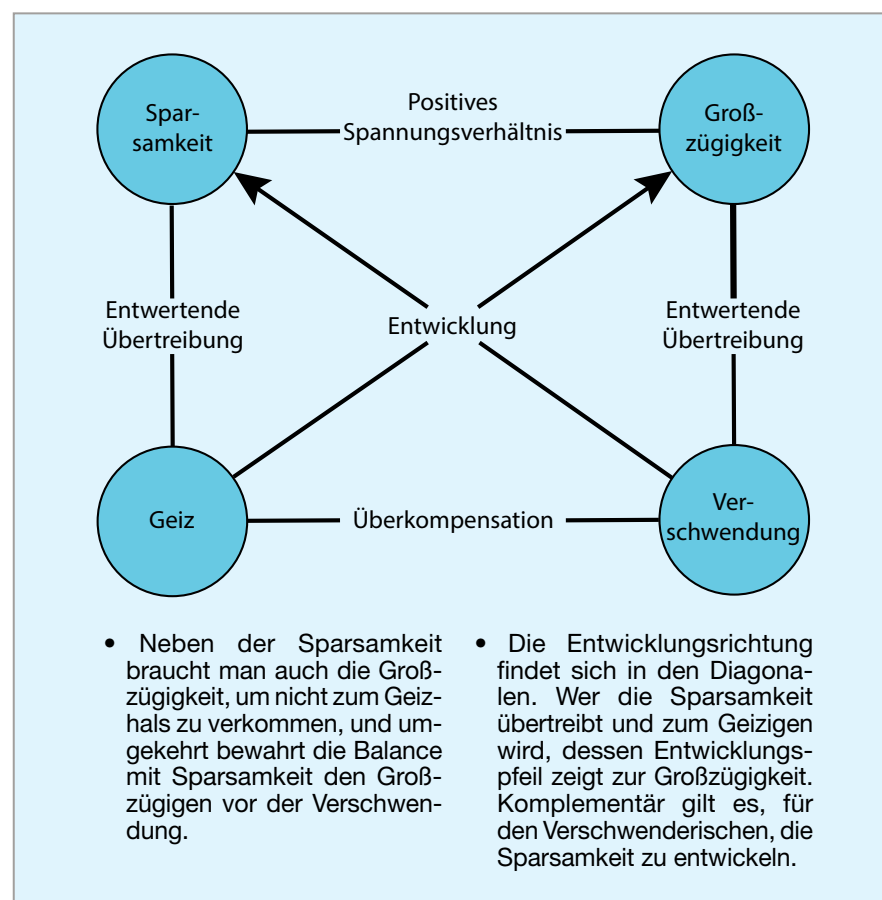 Spar-
samkeit
Positives
Spannungsverhältnis
Groß-
zügigkeit
Entwertende
Übertreibung
Entwicklung
Entwertende
Übertreibung
Geiz
Überkompensation
Ver-
schwendung
• Neben der Sparsamkeit
braucht man auch die Groß-
zügigkeit, um nicht zum Geiz-
hals zu verkommen, und um-
gekehrt bewahrt die Balance
mit Sparsamkeit den Groß-
zügigen vor der Verschwen-
dung.
• Die Entwicklungsrichtung
findet sich in den Diagona-
len. Wer die Sparsamkeit
übertreibt und zum Geizigen
wird, dessen Entwicklungs-
pfeil zeigt zur Großzügigkeit.
Komplementär gilt es, für
den Verschwenderischen, die
Sparsamkeit zu entwickeln.